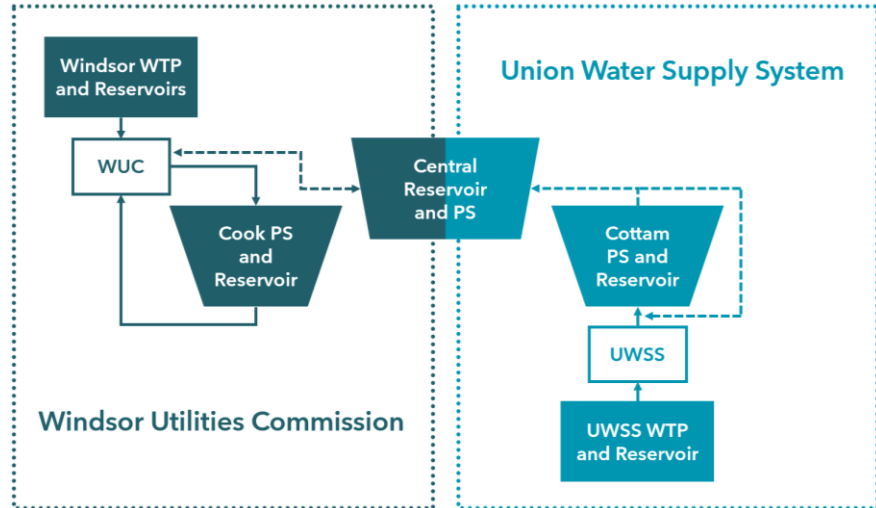 Windsor WTP
and Reservoirs
WUC
Cook PS
and
Reservoir
Windsor Utilities Commission
Central
Reservoir
and PS
Union Water Supply System
Cottam
PS and
Reservoir
UWSS
UWSS WTP
and Reservoir